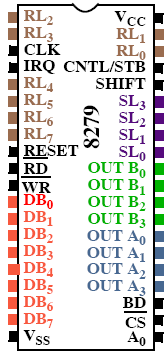 RL2 VCC
RL3 RL1
CLK RL0
IRQ CNTL/STB
RL4 SHIFT
RL5 SL3
RL6 SL2
RL7 SL1
RESET SL0
RD OUT B0
WR OUT B1
DB0 OUT B2
DB1 OUT B3
DB2 OUT A0
DB3 OUT A1
DB4 OUT A2
DB5 OUT A3
DB6 BD
DB7 CS
VSS A0
8279